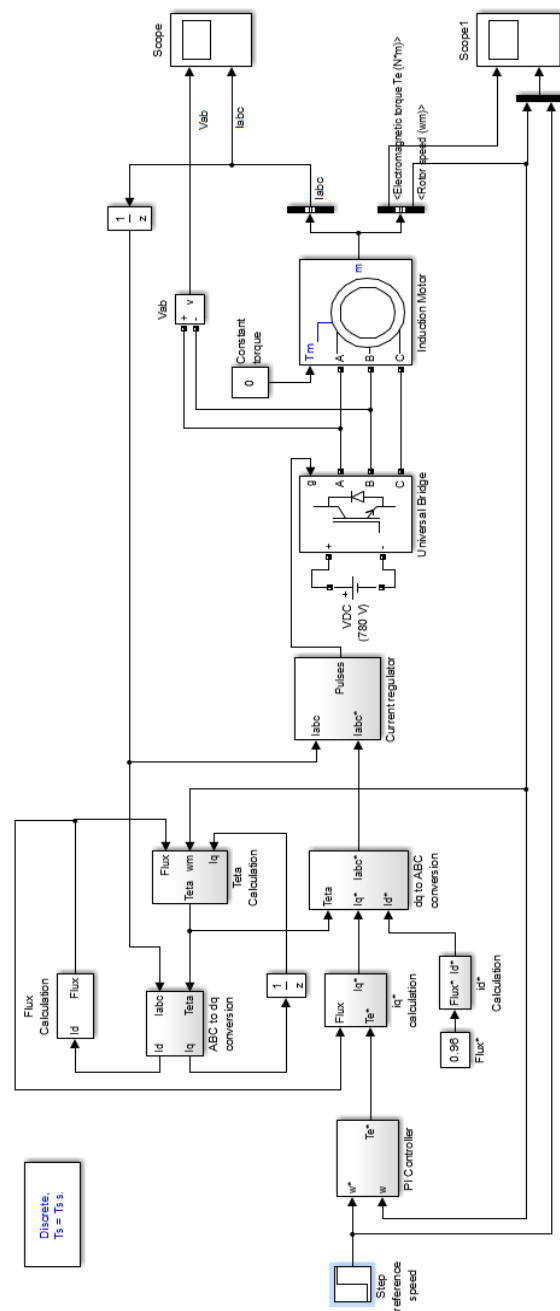 Discrete,
Ts = Ts s.
Step
reference
speed
w*
w
Te*
PI Controller
0.96
Flux*
Flux*
Id*
id*
Calculation
Flux
Te*
Iq*
iq*
calculation
Id
Flux
Flux
Calculation
Id
Iq
Iabc
Teta
ABC to dq
conversion
1
z
Flux
wm
Iq
Teta
Teta
Calculation
Teta
Iq*
Id*
Iabc*
dq to ABC
conversion
Iabc
Iabc*
Pulses
Current regulator
VDC
(780 V)
+
+
-
g
A
B
C
Universal Bridge
0
Constant
torque
Tm
A
B
C
m
Induction Motor
+
-
v
Vab
1
z
Iabc
<Electromagnetic torque Te (N*m)>
<Rotor speed (wm)>
Vab
Iabc
Scope
Scope1